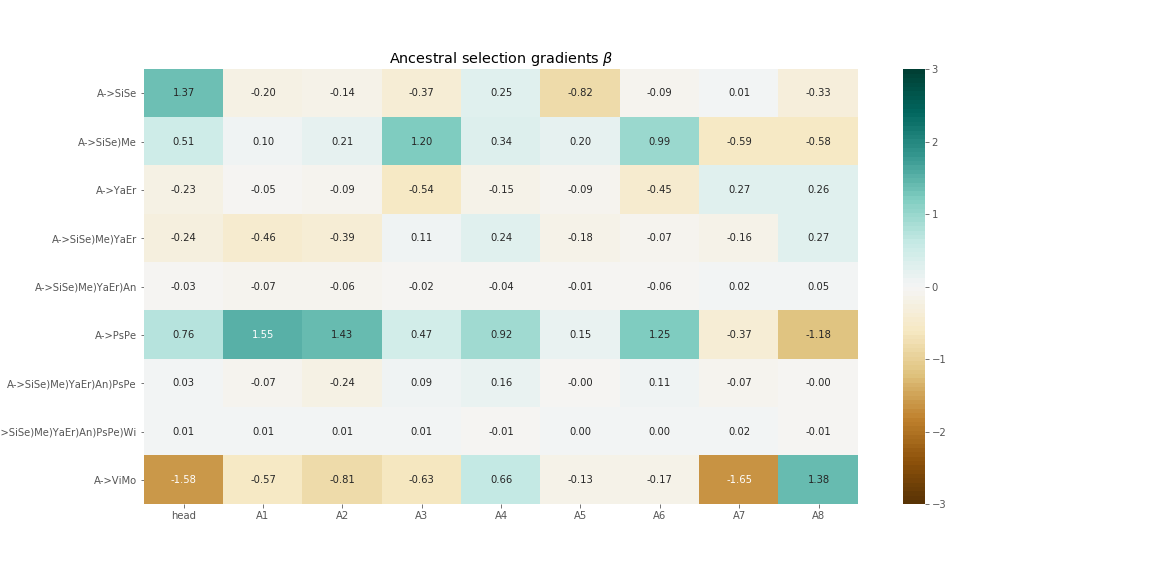 Ancestral selection gradients β
A->SiSe 1.37 -0.20 -0.14 -0.37 0.25 -0.82 -0.09 0.01 -0.33
A->SiSe)Me 0.51 0.10 0.21 1.20 0.34 0.20 0.99 -0.59 -0.58
A->YaEr -0.23 -0.05 -0.09 -0.54 -0.15 -0.09 -0.45 0.27 0.26
A->SiSe)Me)YaEr -0.24 -0.46 -0.39 0.11 0.24 -0.18 -0.07 -0.16 0.27
A->SiSe)Me)YaEr)An -0.03 -0.07 -0.06 -0.02 -0.04 -0.01 -0.06 0.02 0.05
A->PsPe 0.76 1.55 1.43 0.47 0.92 0.15 1.25 -0.37 -1.18
A->SiSe)Me)YaEr)An)PsPe 0.03 -0.07 -0.24 0.09 0.16 -0.00 0.11 -0.07 -0.00
>SiSe)Me)YaEr)An)PsPe)Wi 0.01 0.01 0.01 0.01 -0.01 0.00 0.00 0.02 -0.01
A->ViMo -1.58 -0.57 -0.81 -0.63 0.66 -0.13 -0.17 -1.65 1.38
head A1 A2 A3 A4 A5 A6 A7 A8
3
2
1
0
−1
−2
−3